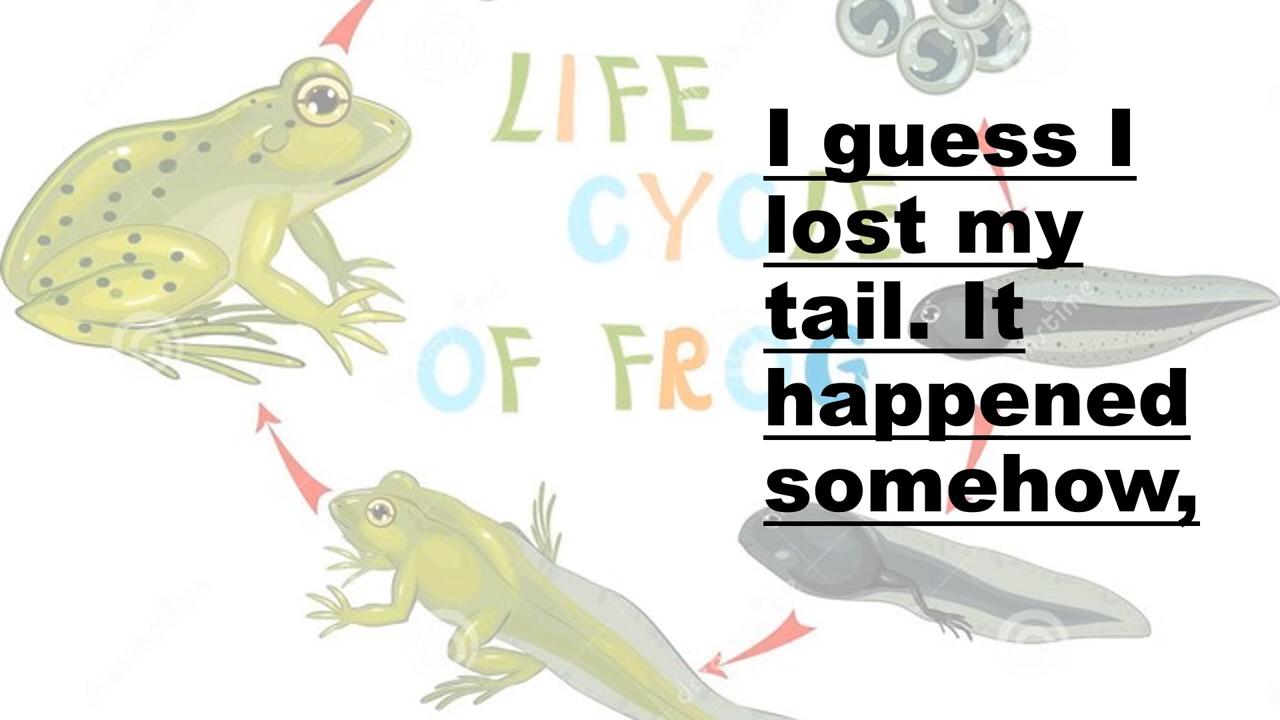 LIFE
CYCLE
OF FROG
I guess I
lost my
tail. It
happened
somehow,